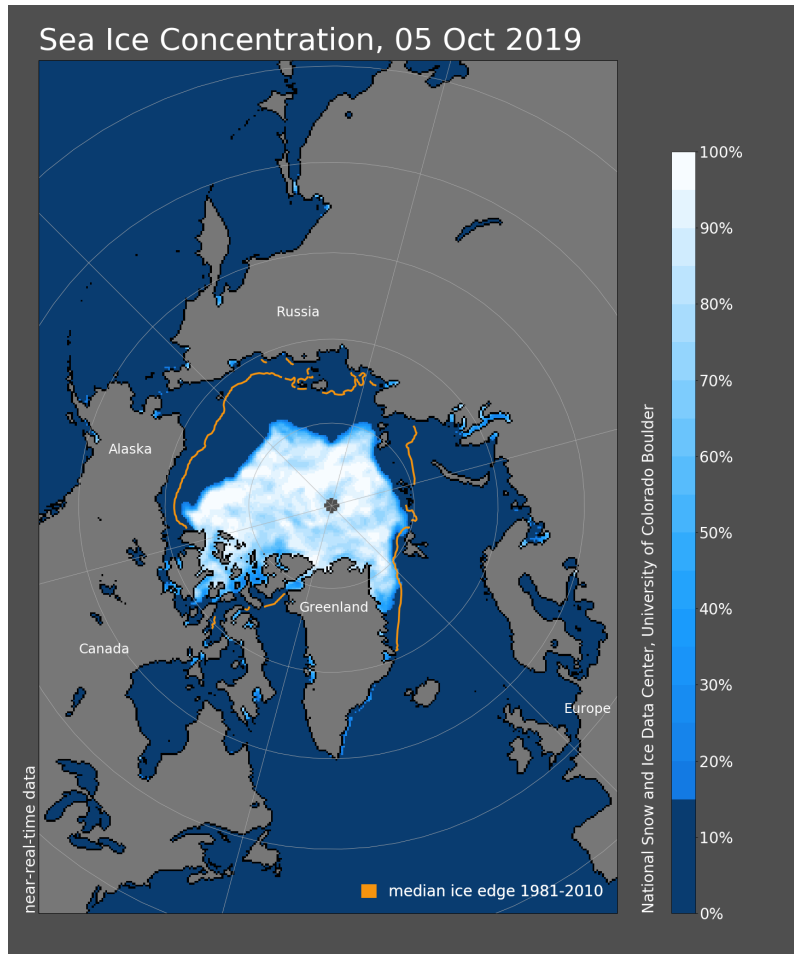 Sea Ice Concentration, 05 Oct 2019
Russia
Alaska
Greenland
Canada
Europe
median ice edge 1981-2010
near-real-time data
National Snow and Ice Data Center, University of Colorado Boulder
100%
90%
80%
70%
60%
50%
40%
30%
20%
10%
0%